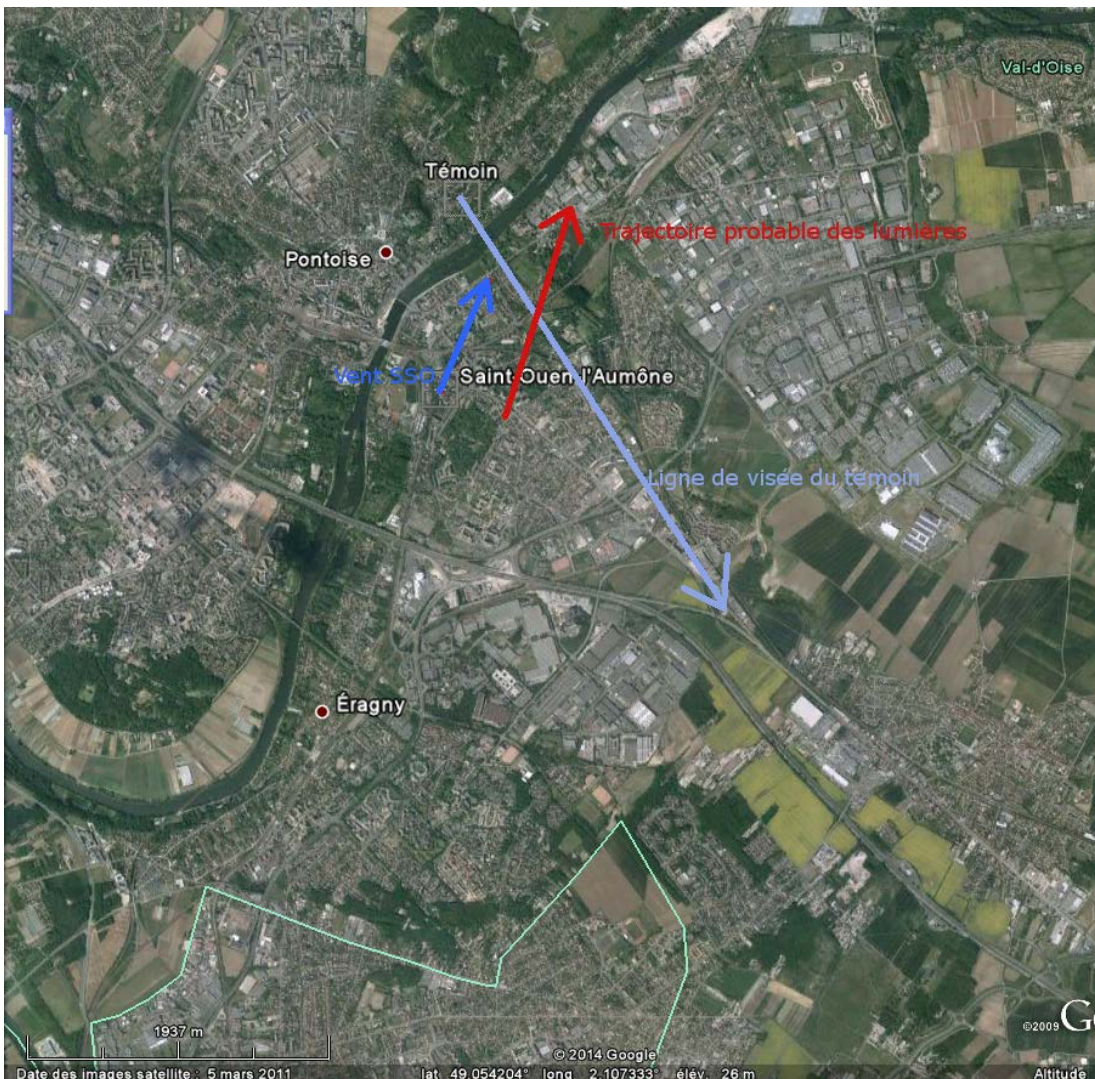 Val-d'Oise
Témoin
Trajectoire probable des lumières
Pontoise
Vent SSO
Saint-Ouen-l'Aumône
Ligne de visée du témoin
Éragny
1937 m
©2009
© 2014 Google
Date des images satellite : 5 mars 2011 lat 49.054204° long 2.107333° élév. 26 m Altitude